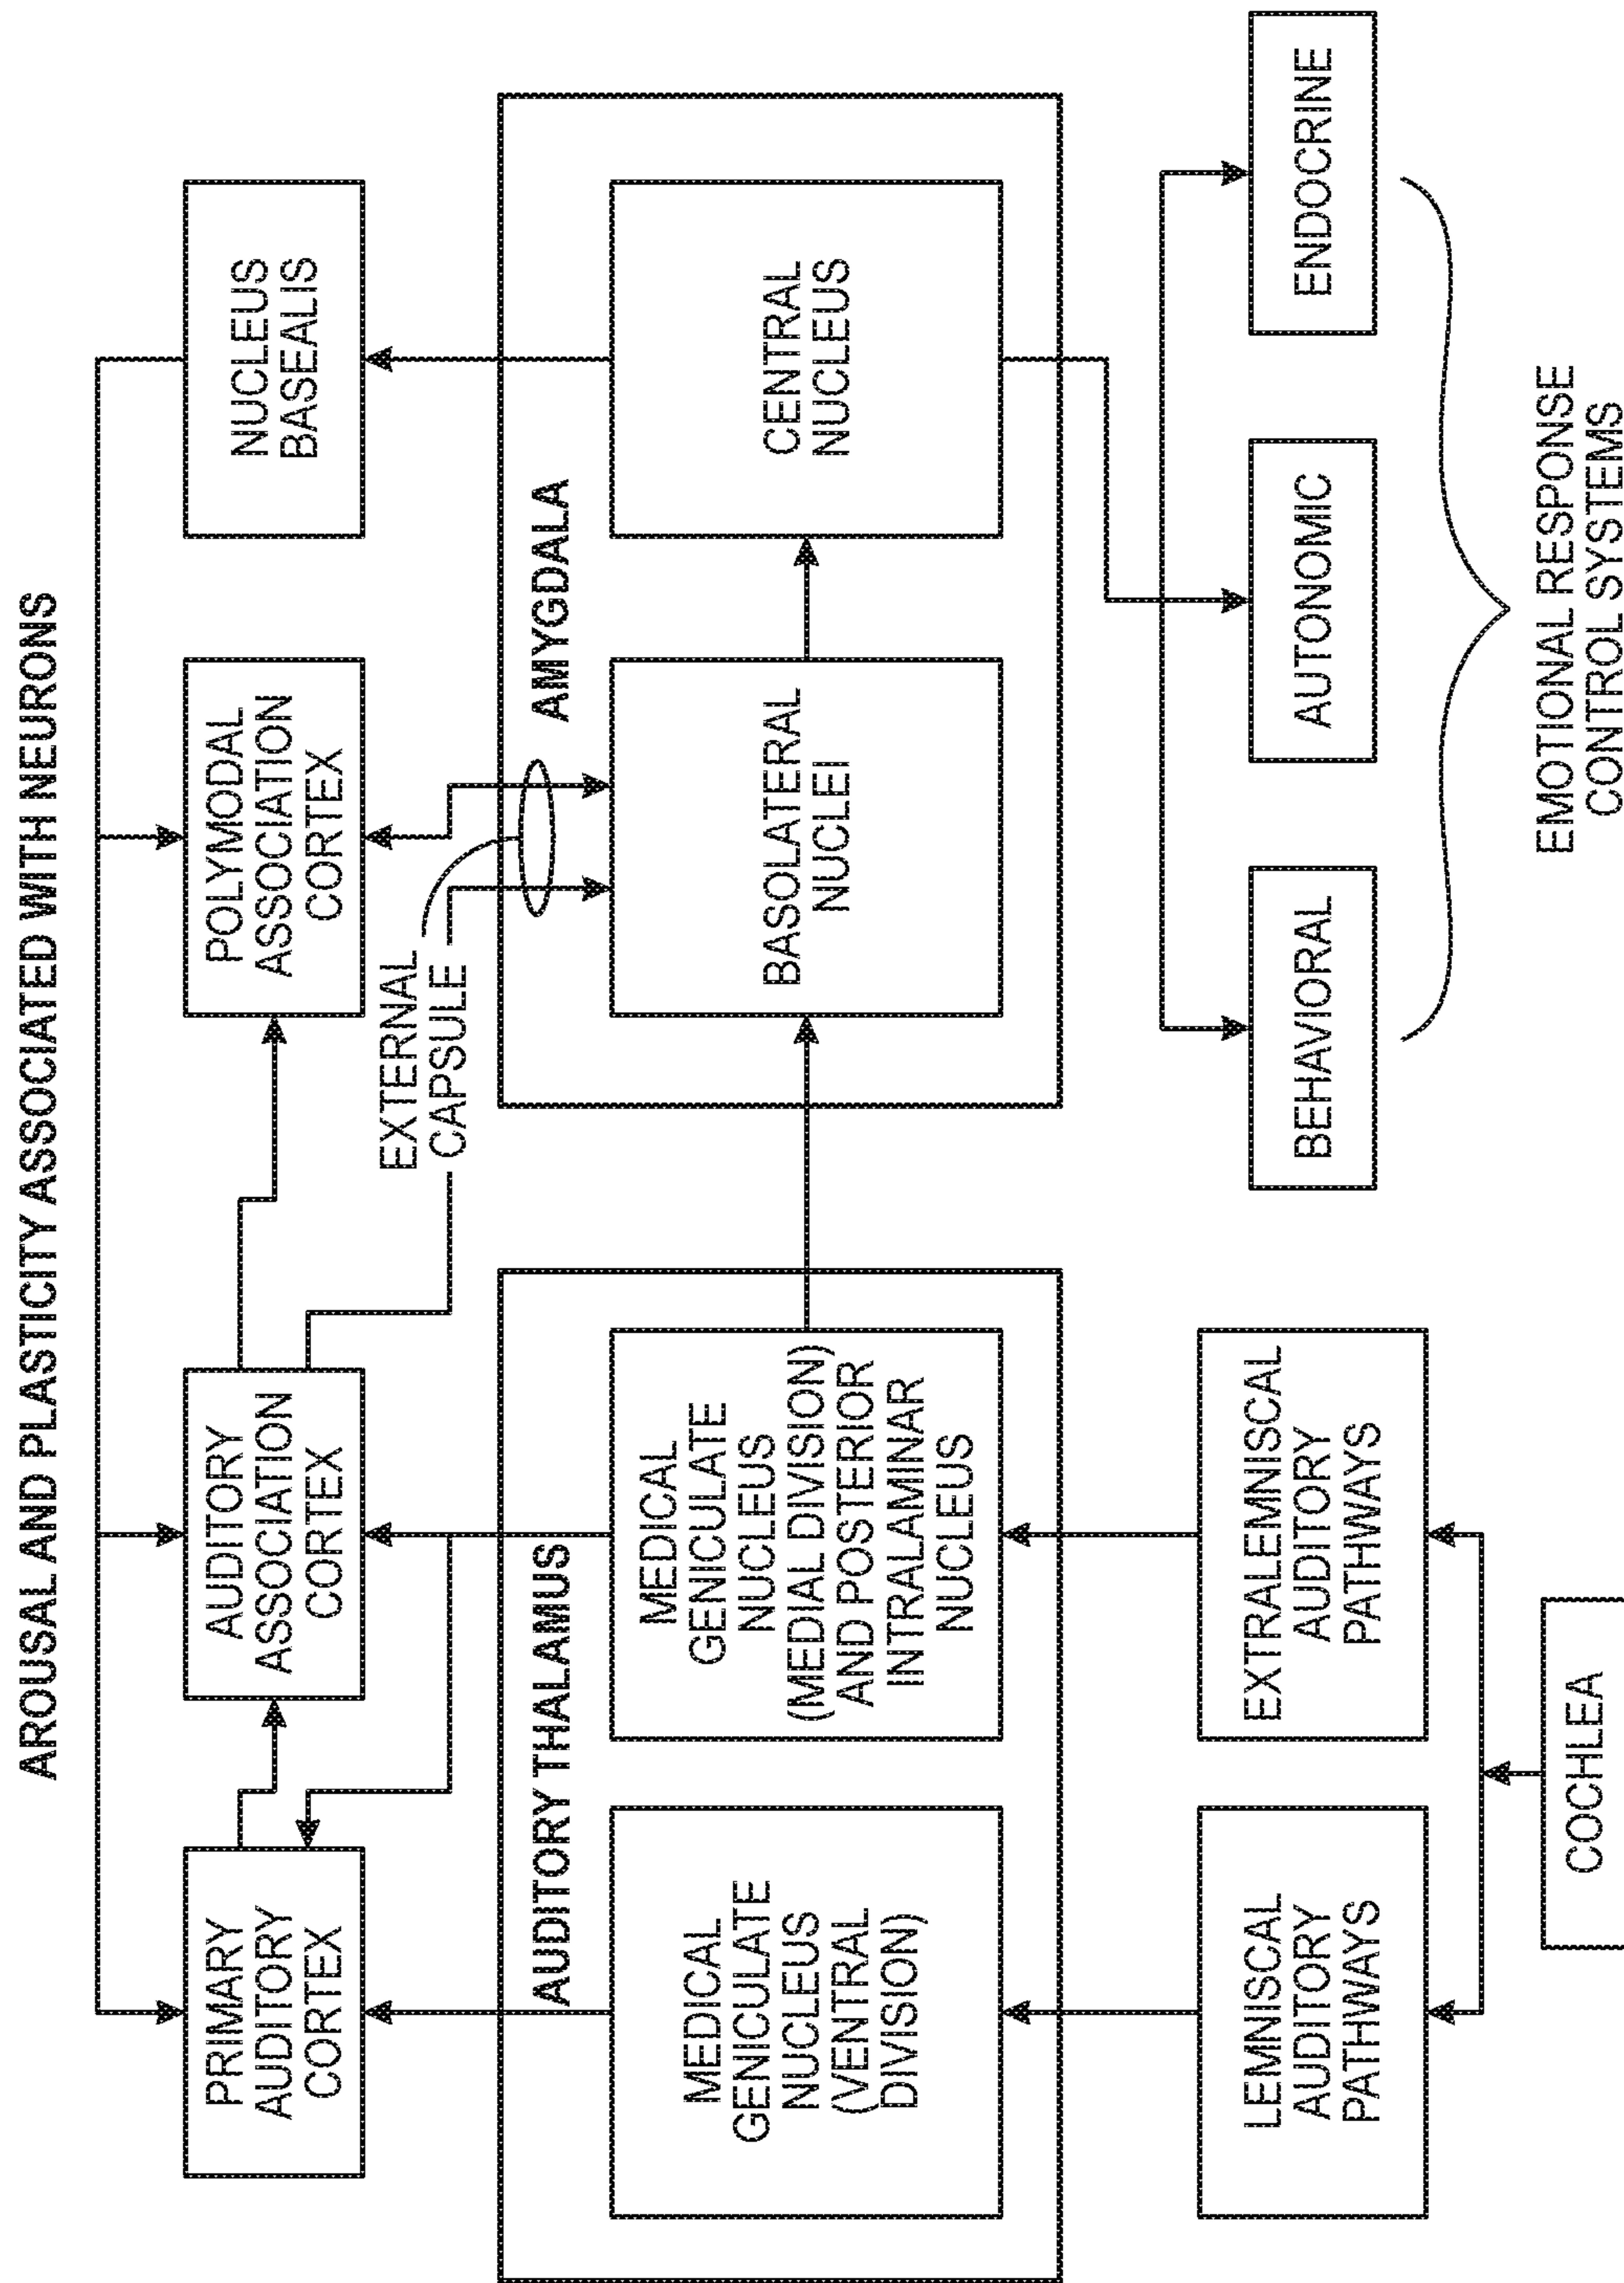 AROUSAL AND PLASTICITY ASSOCIATED WITH NEURONS
PRIMARY
AUDITORY
CORTEX
AUDITORY
ASSOCIATION
CORTEX
POLYMODAL
ASSOCIATION
CORTEX
NUCLEUS
BASEALIS
EXTERNAL
CAPSULE
AUDITORY THALAMUS
AMYGDALA
MEDICAL
GENICULATE
NUCLEUS
(VENTRAL
DIVISION)
MEDICAL
GENICULATE
NUCLEUS
(MEDIAL DIVISION)
AND POSTERIOR
INTRALAMINAR
NUCLEUS
BASOLATERAL
NUCLEI
CENTRAL
NUCLEUS
LEMNISCAL
AUDITORY
PATHWAYS
EXTRALEMNISCAL
AUDITORY
PATHWAYS
BEHAVIORAL
AUTONOMIC
ENDOCRINE
COCHLEA
EMOTIONAL RESPONSE
CONTROL SYSTEMS